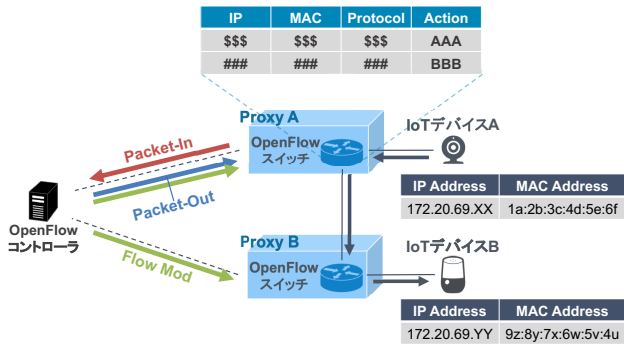 IP MAC Protocol Action
$$$ $$$ $$$ AAA
### ### ### BBB
Proxy A
OpenFlow
スイッチ
IoTデバイスA
Packet-In
Packet-Out
IP Address MAC Address
172.20.69.XX 1a:2b:3c:4d:5e:6f
OpenFlow
コントローラ
Flow Mod
Proxy B
OpenFlow
スイッチ
IoTデバイスB
IP Address MAC Address
172.20.69.YY 9z:8y:7x:6w:5v:4u